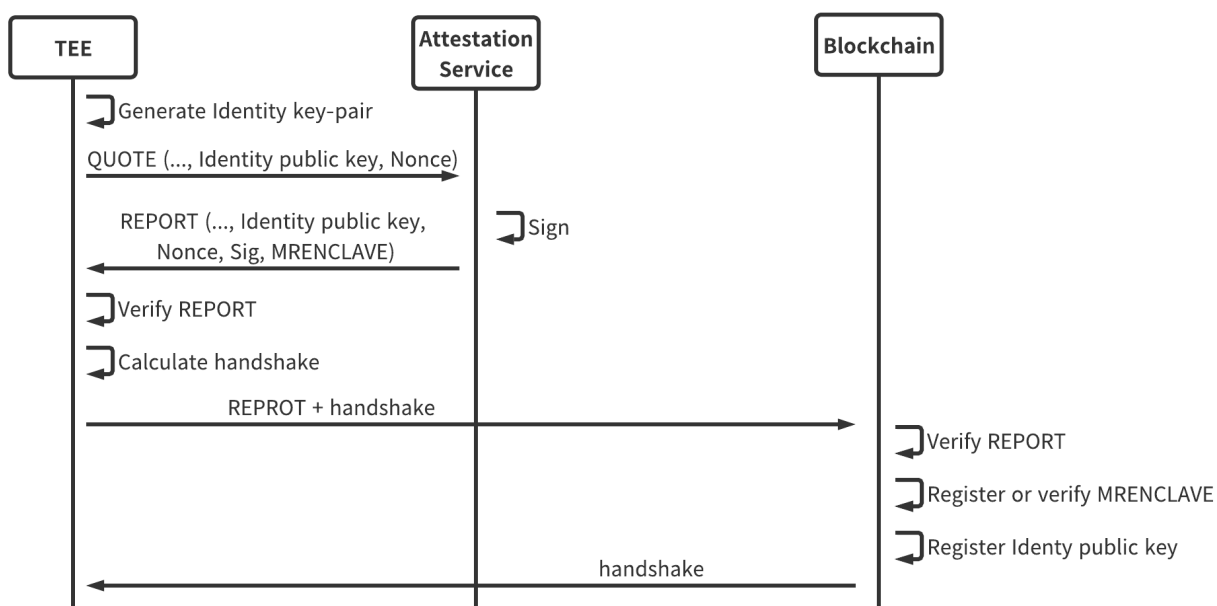 TEE
Attestation
Service
Blockchain
Generate Identity key-pair
QUOTE (..., Identity public key, Nonce)
REPORT (..., Identity public key,
Nonce, Sig, MRENCLAVE)
Sign
Verify REPORT
Calculate handshake
REPROT + handshake
Verify REPORT
Register or verify MRENCLAVE
Register Identy public key
handshake